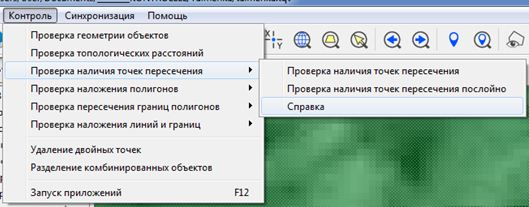 Контроль Синхронизация Помощь
Проверка геометрии объектов
Проверка топологических расстояний
Проверка наличия точек пересечения
Проверка наложения полигонов
Проверка пересечения границ полигонов
Проверка наложения линий и границ
Удаление двойных точек
Разделение комбинированных объектов
Запуск приложений F12
Проверка наличия точек пересечения
Проверка наличия точек пересечения послойно
Справка